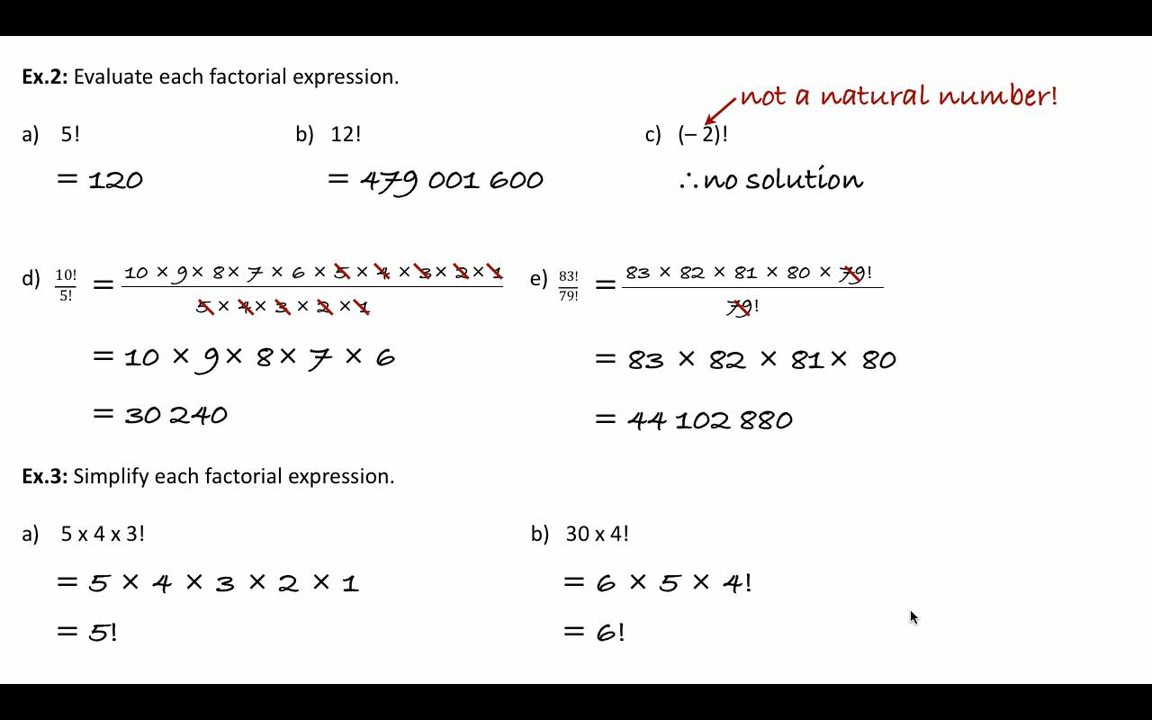 Ex.2: Evaluate each factorial expression.
not a natural number!
a) 5! b) 12! c) (– 2)!
= 120 = 479 001 600 ∴ no solution
d) 10!/5! = (10 × 9 × 8 × 7 × 6 × 5 × 4 × 3 × 2 × 1)/(5 × 4 × 3 × 2 × 1) e) 83!/79! = (83 × 82 × 81 × 80 × 79!)/79!
= 10 × 9 × 8 × 7 × 6 = 83 × 82 × 81 × 80
= 30 240 = 44 102 880
Ex.3: Simplify each factorial expression.
a) 5 x 4 x 3! b) 30 x 4!
= 5 × 4 × 3 × 2 × 1 = 6 × 5 × 4!
= 5! = 6!